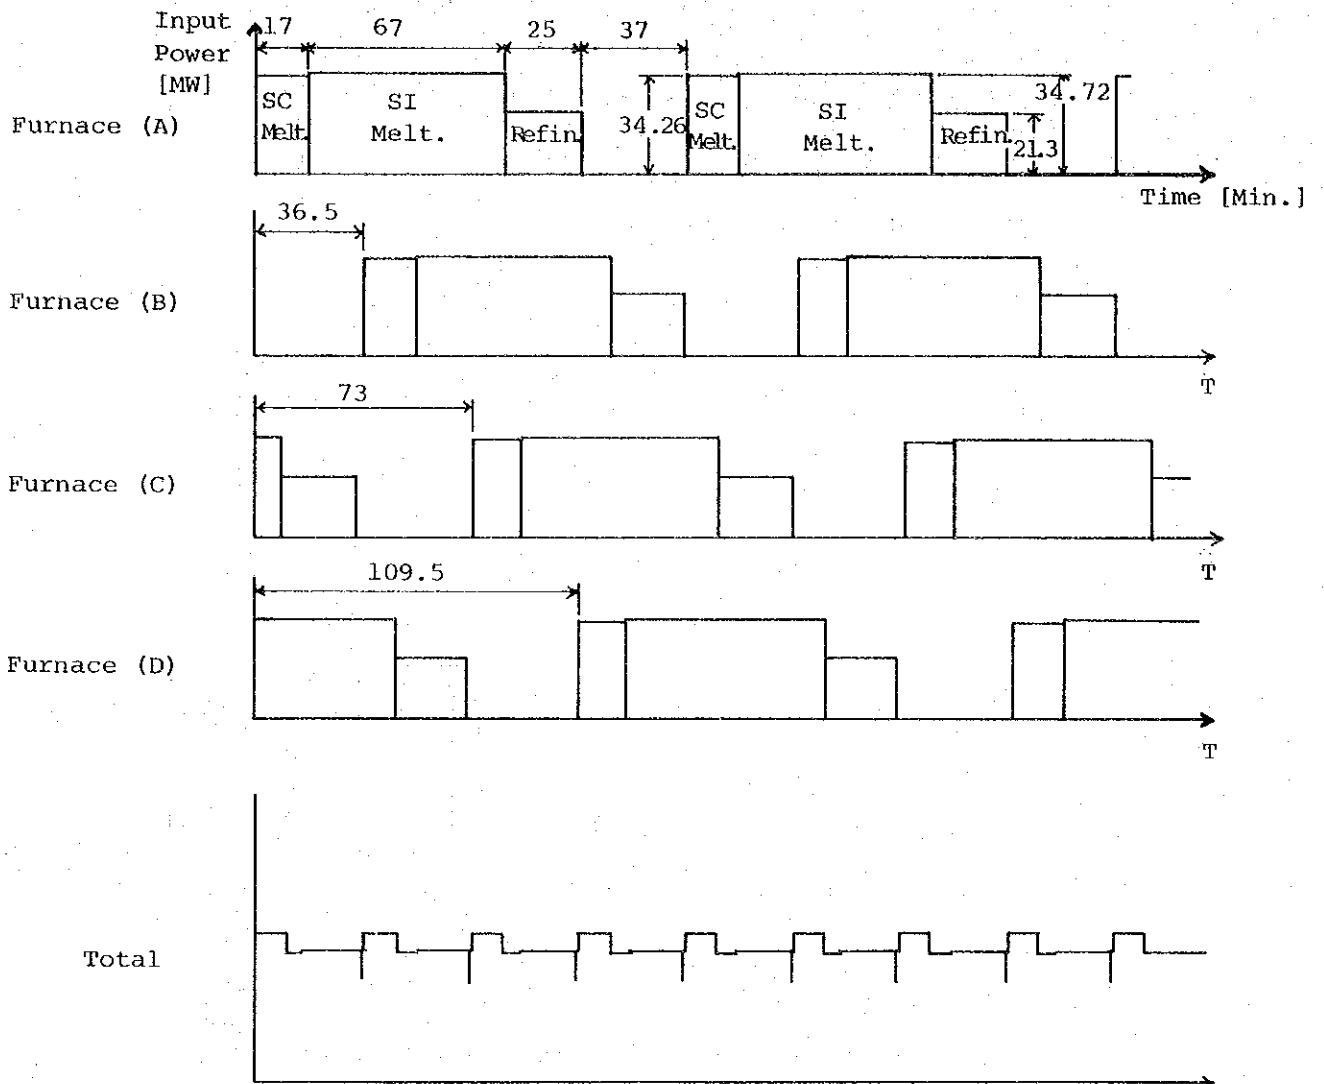 Input
Power
[MW]
17 67 25 37
Furnace (A)
SC
Melt.
SI
Melt.
Refin.
34.26
SC
Melt.
SI
Melt.
Refin.
21.3
34.72
Time [Min.]
36.5
Furnace (B)
T
73
Furnace (C)
T
109.5
Furnace (D)
T
Total